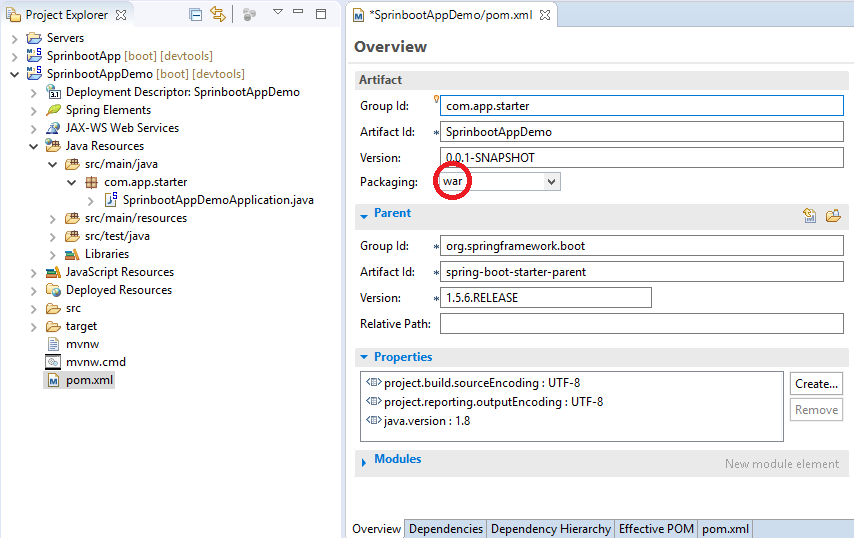 Project Explorer
Servers
SprinbootApp [boot] [devtools]
SprinbootAppDemo [boot] [devtools]
Deployment Descriptor: SprinbootAppDemo
Spring Elements
JAX-WS Web Services
Java Resources
src/main/java
com.app.starter
SprinbootAppDemoApplication.java
src/main/resources
src/test/java
Libraries
JavaScript Resources
Deployed Resources
src
target
mvnw
mvnw.cmd
pom.xml
*SprinbootAppDemo/pom.xml
Overview
Artifact
Group Id: com.app.starter
Artifact Id: * SprinbootAppDemo
Version: 0.0.1-SNAPSHOT
Packaging: war
Parent
Group Id: * org.springframework.boot
Artifact Id: * spring-boot-starter-parent
Version: * 1.5.6.RELEASE
Relative Path:
Properties
project.build.sourceEncoding : UTF-8
project.reporting.outputEncoding : UTF-8
java.version : 1.8
Create...
Remove
Modules
New module element
Overview Dependencies Dependency Hierarchy Effective POM pom.xml